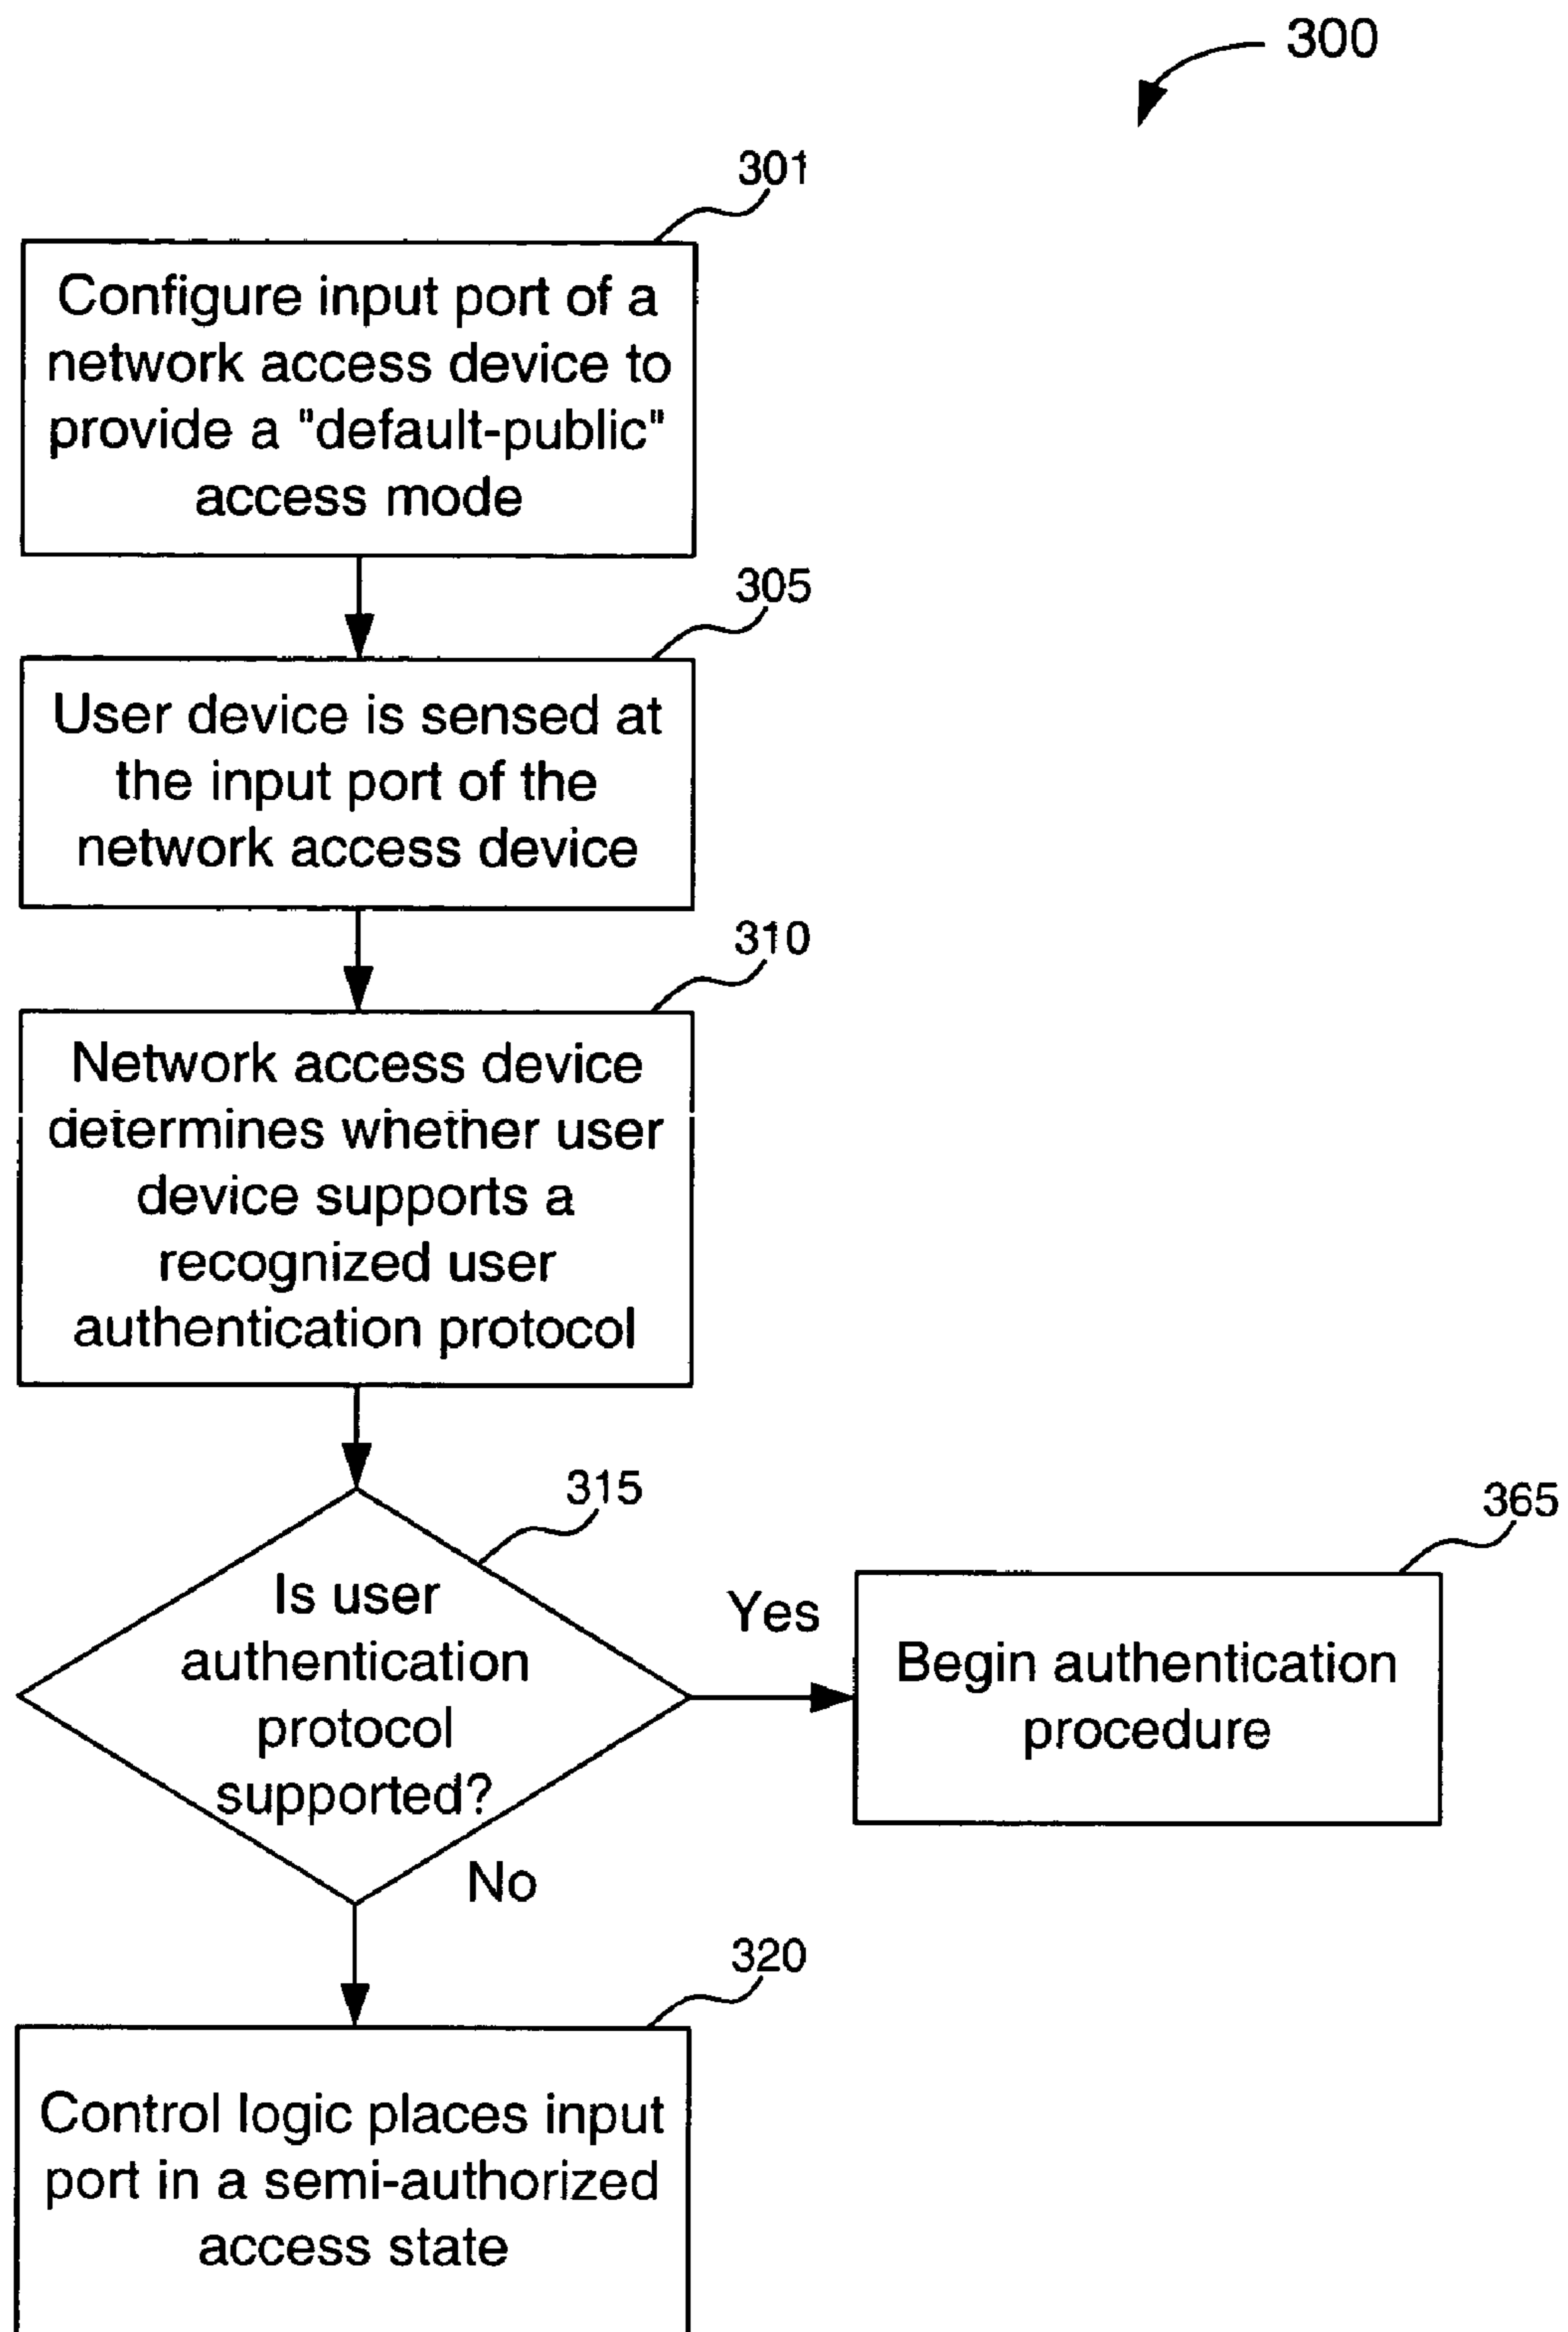 300
301
Configure input port of a
network access device to
provide a "default-public"
access mode
305
User device is sensed at
the input port of the
network access device
310
Network access device
determines whether user
device supports a
recognized user
authentication protocol
315
Is user
authentication
protocol
supported?
Yes
365
Begin authentication
procedure
No
320
Control logic places input
port in a semi-authorized
access state